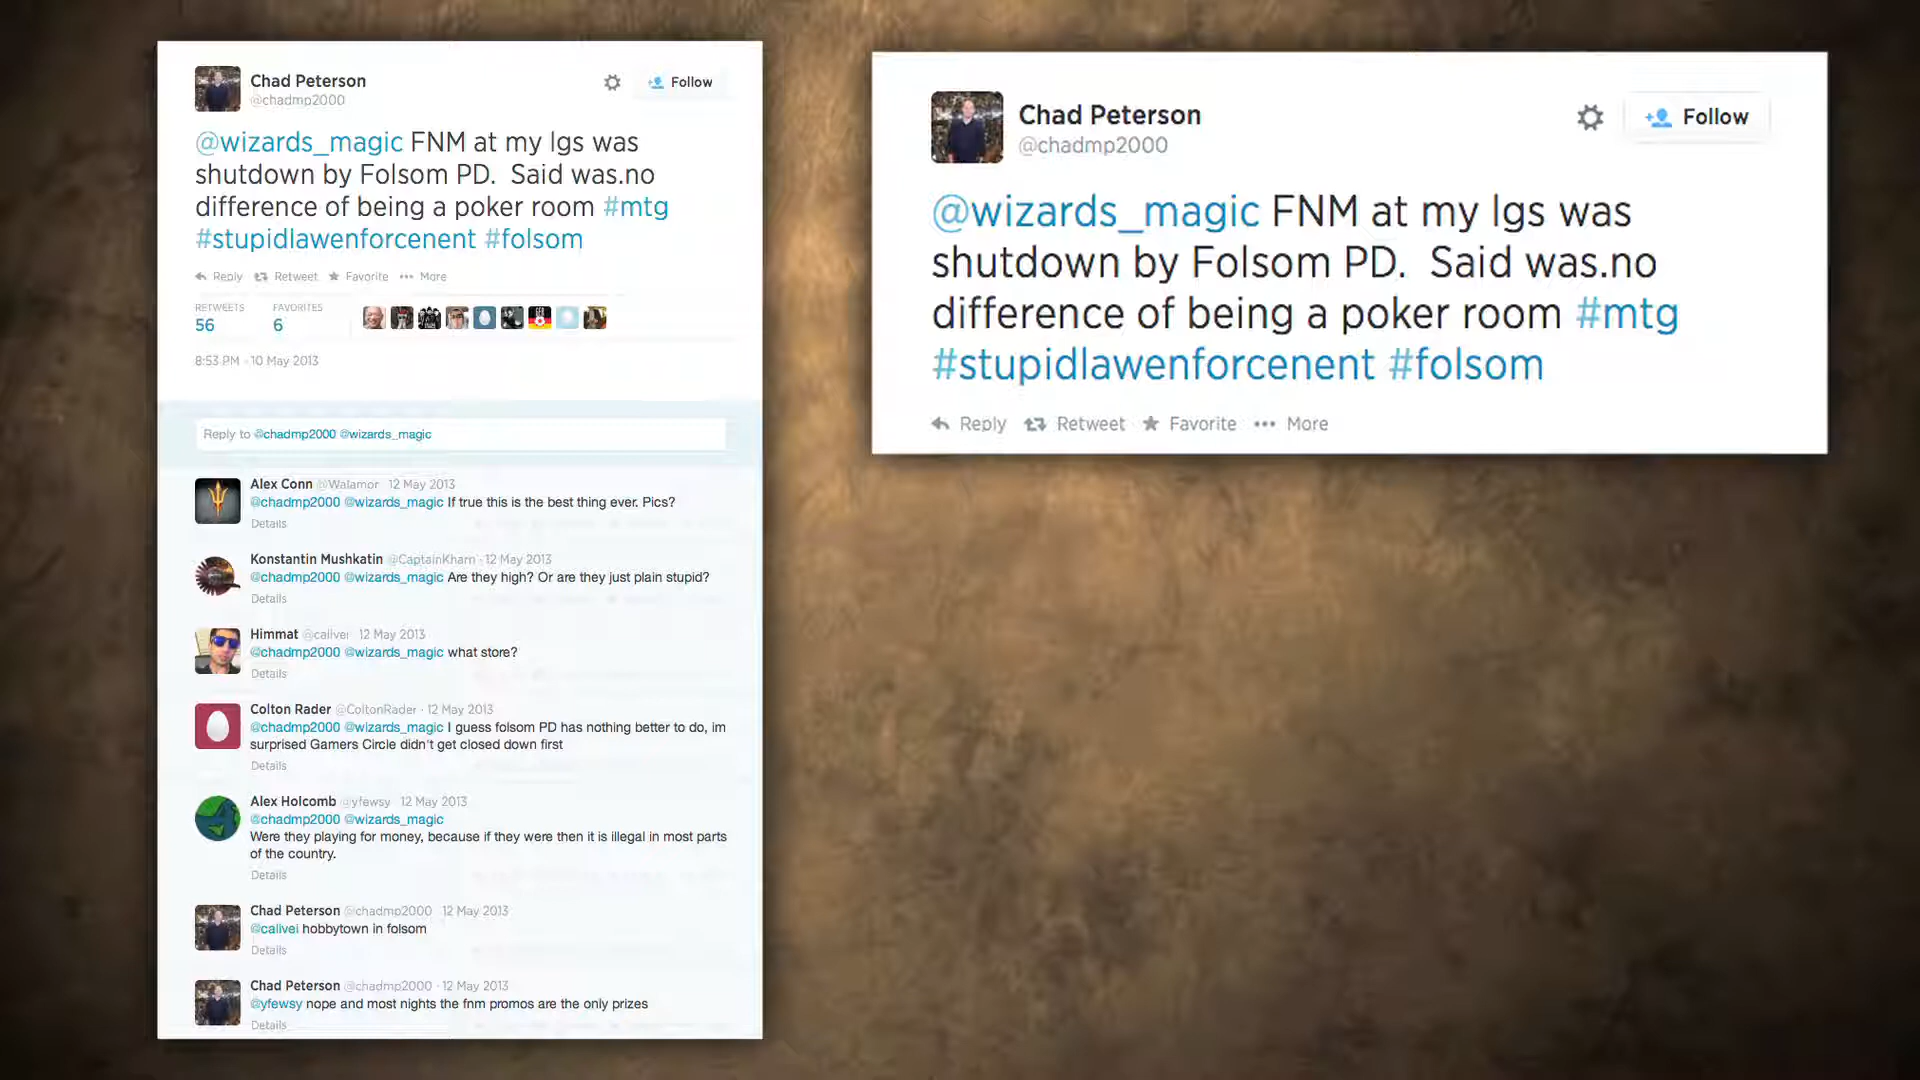 Chad Peterson
@chadmp2000
Follow
@wizards_magic FNM at my lgs was
shutdown by Folsom PD.  Said was.no
difference of being a poker room #mtg
#stupidlawenforcenent #folsom
Reply Retweet Favorite More
RETWEETS FAVORITES
56 6
8:53 PM · 10 May 2013
Reply to @chadmp2000 @wizards_magic
Alex Conn @Walamor 12 May 2013
@chadmp2000 @wizards_magic If true this is the best thing ever. Pics?
Details
Konstantin Mushkatin @CaptainKharn · 12 May 2013
@chadmp2000 @wizards_magic Are they high? Or are they just plain stupid?
Details
Himmat @calivei 12 May 2013
@chadmp2000 @wizards_magic what store?
Details
Colton Rader @ColtonRader · 12 May 2013
@chadmp2000 @wizards_magic I guess folsom PD has nothing better to do, im
surprised Gamers Circle didn't get closed down first
Details
Alex Holcomb @yfewsy 12 May 2013
@chadmp2000 @wizards_magic
Were they playing for money, because if they were then it is illegal in most parts
of the country.
Details
Chad Peterson @chadmp2000 12 May 2013
@calivei hobbytown in folsom
Details
Chad Peterson @chadmp2000 · 12 May 2013
@yfewsy nope and most nights the fnm promos are the only prizes
Details
Chad Peterson
@chadmp2000
Follow
@wizards_magic FNM at my lgs was
shutdown by Folsom PD.  Said was.no
difference of being a poker room #mtg
#stupidlawenforcenent #folsom
Reply Retweet Favorite More